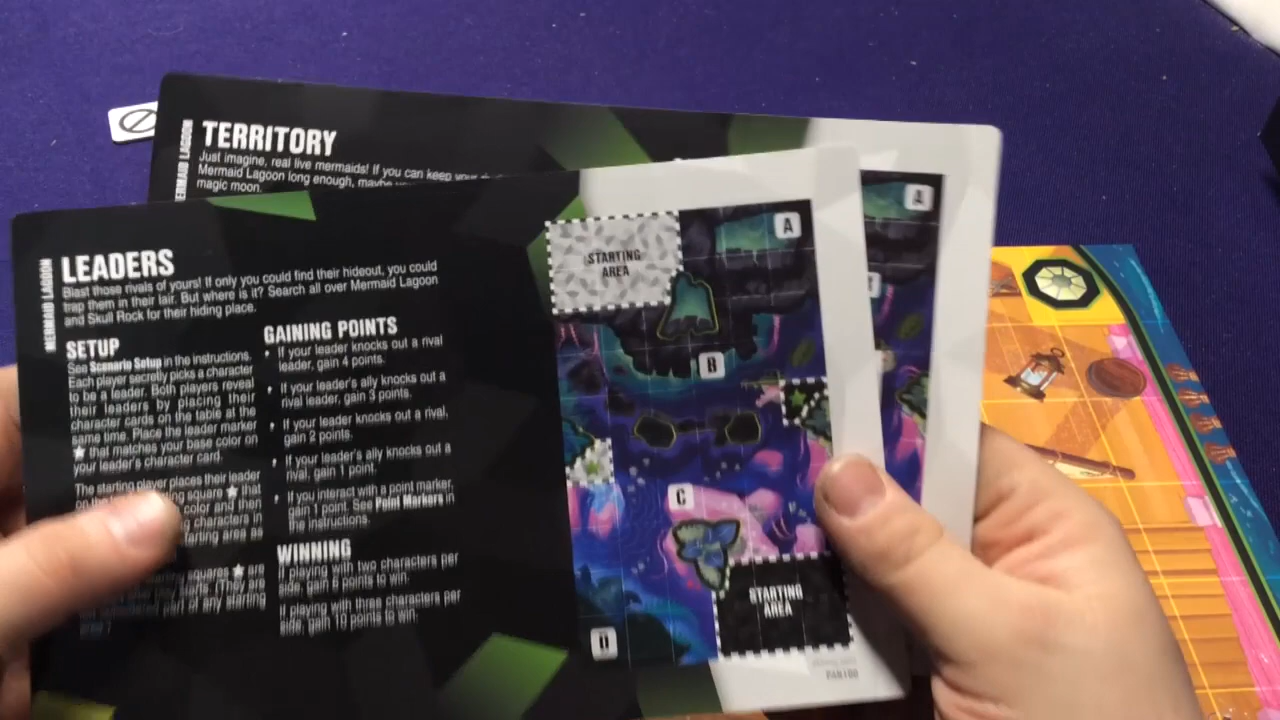 MERMAID LAGOON
TERRITORY
Just imagine, real live mermaids! If you can keep your
Mermaid Lagoon long enough, maybe
magic moon.
MERMAID LAGOON
LEADERS
Blast those rivals of yours! If only you could find their hideout, you could
trap them in their lair. But where is it? Search all over Mermaid Lagoon
and Skull Rock for their hiding place.
SETUP
See Scenario Setup in the instructions.
Each player secretly picks a character
to be a leader. Both players reveal
their leaders by placing their
character cards on the table at the
same time. Place the leader marker
★ that matches your base color on
your leader's character card.
The starting player places their leader
on the square ★ that
color and then
characters in
starting area in
squares ★ are
(They are
part of any starting
GAINING POINTS
• If your leader knocks out a rival
leader, gain 4 points.
• If your leader's ally knocks out a
rival leader, gain 3 points.
• If your leader knocks out a rival,
gain 2 points.
• If your leader's ally knocks out a
rival, gain 1 point.
• If you interact with a point marker,
gain 1 point. See Point Markers in
the instructions.
WINNING
If playing with two characters per
side, gain 6 points to win.
If playing with three characters per
side, gain 10 points to win.
STARTING
AREA
A
B
C
D
STARTING
AREA
A